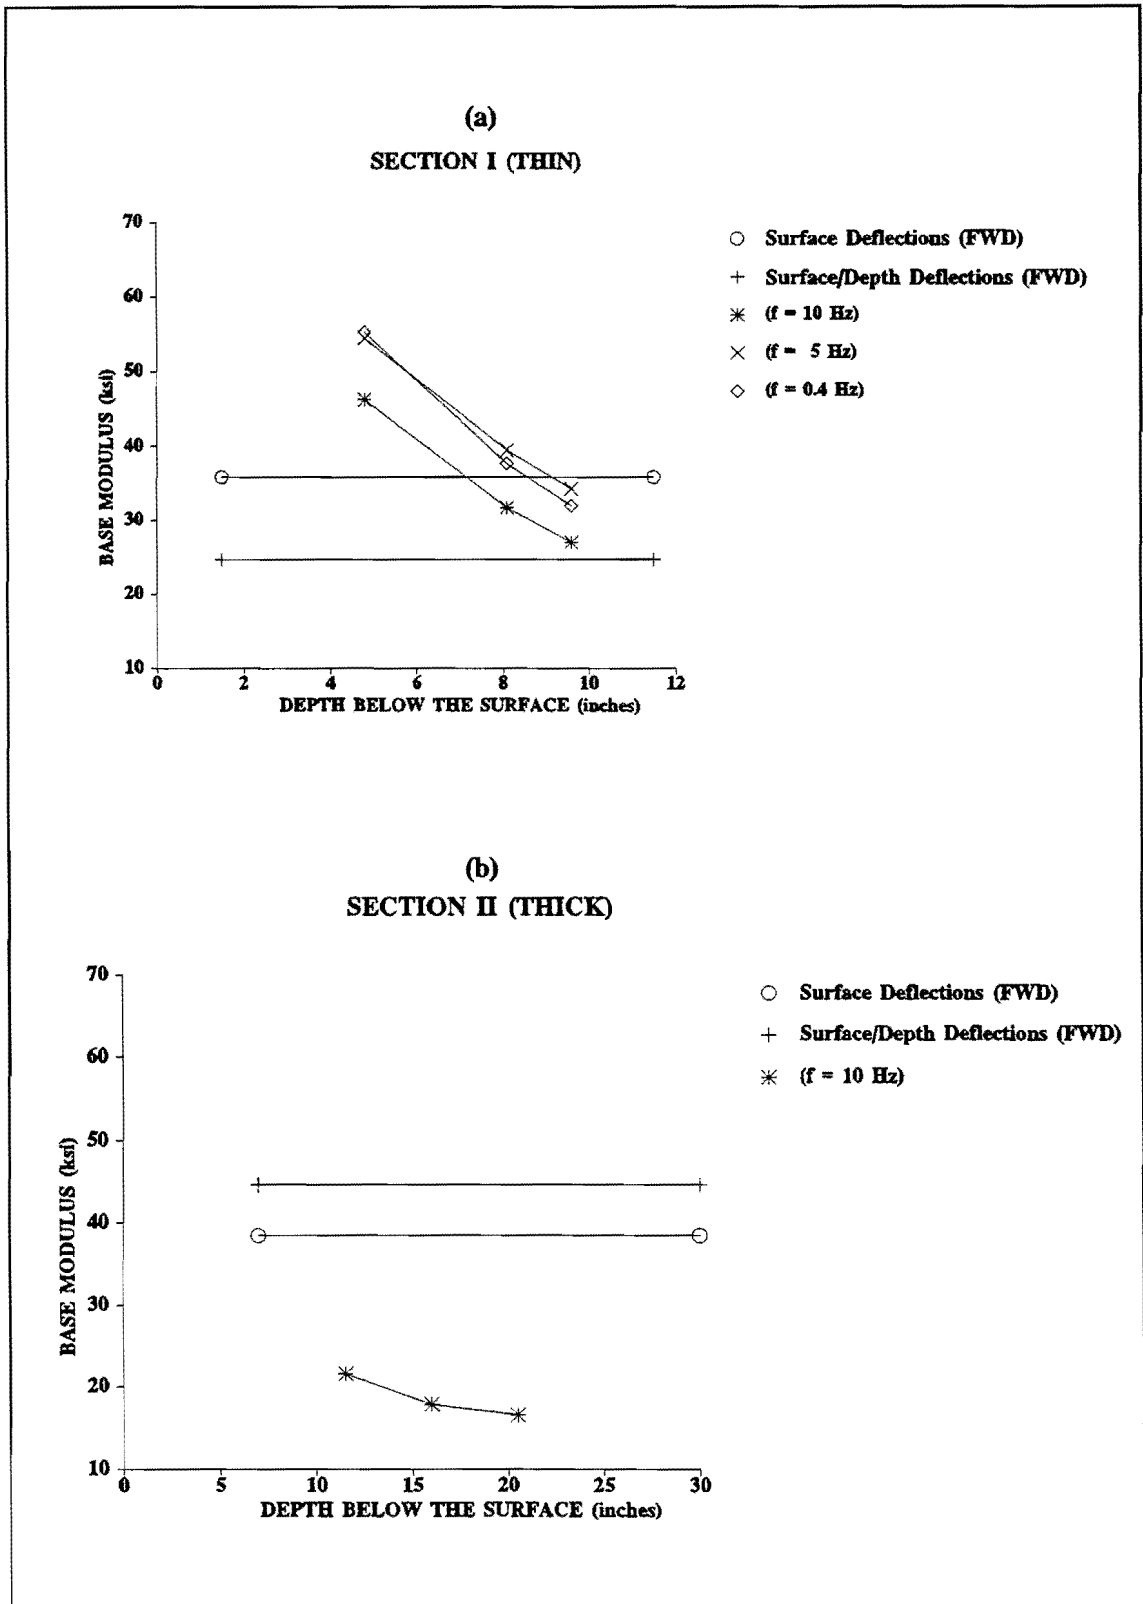 (a)
SECTION I (THIN)
70
60
50
40
30
20
10
BASE MODULUS (ksi)
0 2 4 6 8 10 12
DEPTH BELOW THE SURFACE (inches)
Surface Deflections (FWD)
Surface/Depth Deflections (FWD)
(f = 10 Hz)
(f = 5 Hz)
(f = 0.4 Hz)
(b)
SECTION II (THICK)
70
60
50
40
30
20
10
BASE MODULUS (ksi)
0 5 10 15 20 25 30
DEPTH BELOW THE SURFACE (inches)
Surface Deflections (FWD)
Surface/Depth Deflections (FWD)
(f = 10 Hz)